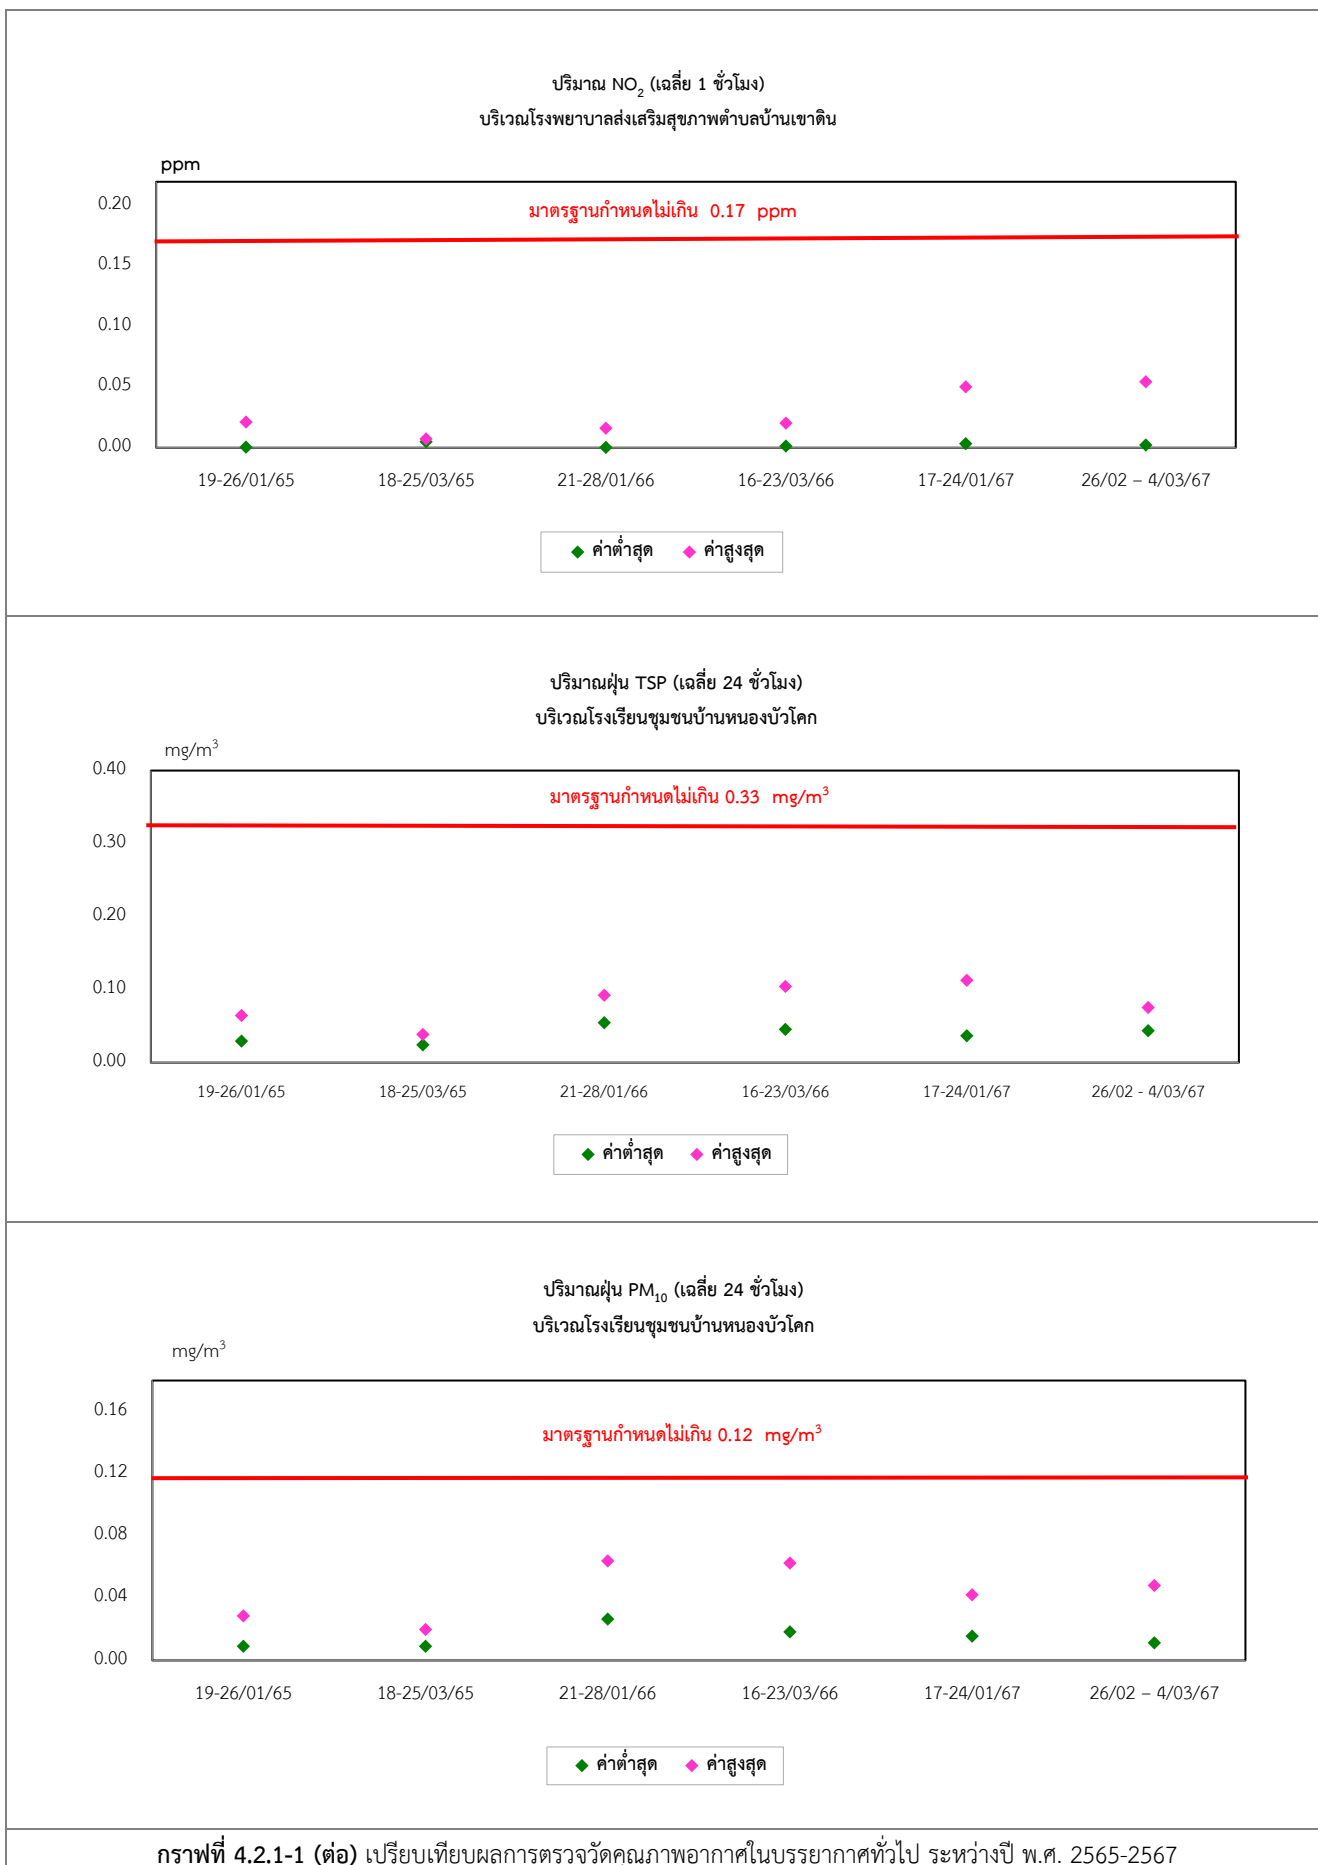 ปริมาณ NO2 (เฉลี่ย 1 ชั่วโมง)
บริเวณโรงพยาบาลส่งเสริมสุขภาพตำบลบ้านเขาดิน
ppm
0.20
มาตรฐานกำหนดไม่เกิน 0.17 ppm
0.15
0.10
0.05
0.00
19-26/01/65 18-25/03/65 21-28/01/66 16-23/03/66 17-24/01/67 26/02 – 4/03/67
ค่าต่ำสุด ค่าสูงสุด
ปริมาณฝุ่น TSP (เฉลี่ย 24 ชั่วโมง)
บริเวณโรงเรียนชุมชนบ้านหนองบัวโคก
mg/m3
0.40
มาตรฐานกำหนดไม่เกิน 0.33 mg/m3
0.30
0.20
0.10
0.00
19-26/01/65 18-25/03/65 21-28/01/66 16-23/03/66 17-24/01/67 26/02 - 4/03/67
ค่าต่ำสุด ค่าสูงสุด
ปริมาณฝุ่น PM10 (เฉลี่ย 24 ชั่วโมง)
บริเวณโรงเรียนชุมชนบ้านหนองบัวโคก
mg/m3
0.16
มาตรฐานกำหนดไม่เกิน 0.12 mg/m3
0.12
0.08
0.04
0.00
19-26/01/65 18-25/03/65 21-28/01/66 16-23/03/66 17-24/01/67 26/02 – 4/03/67
ค่าต่ำสุด ค่าสูงสุด
กราฟที่ 4.2.1-1 (ต่อ) เปรียบเทียบผลการตรวจวัดคุณภาพอากาศในบรรยากาศทั่วไป ระหว่างปี พ.ศ. 2565-2567